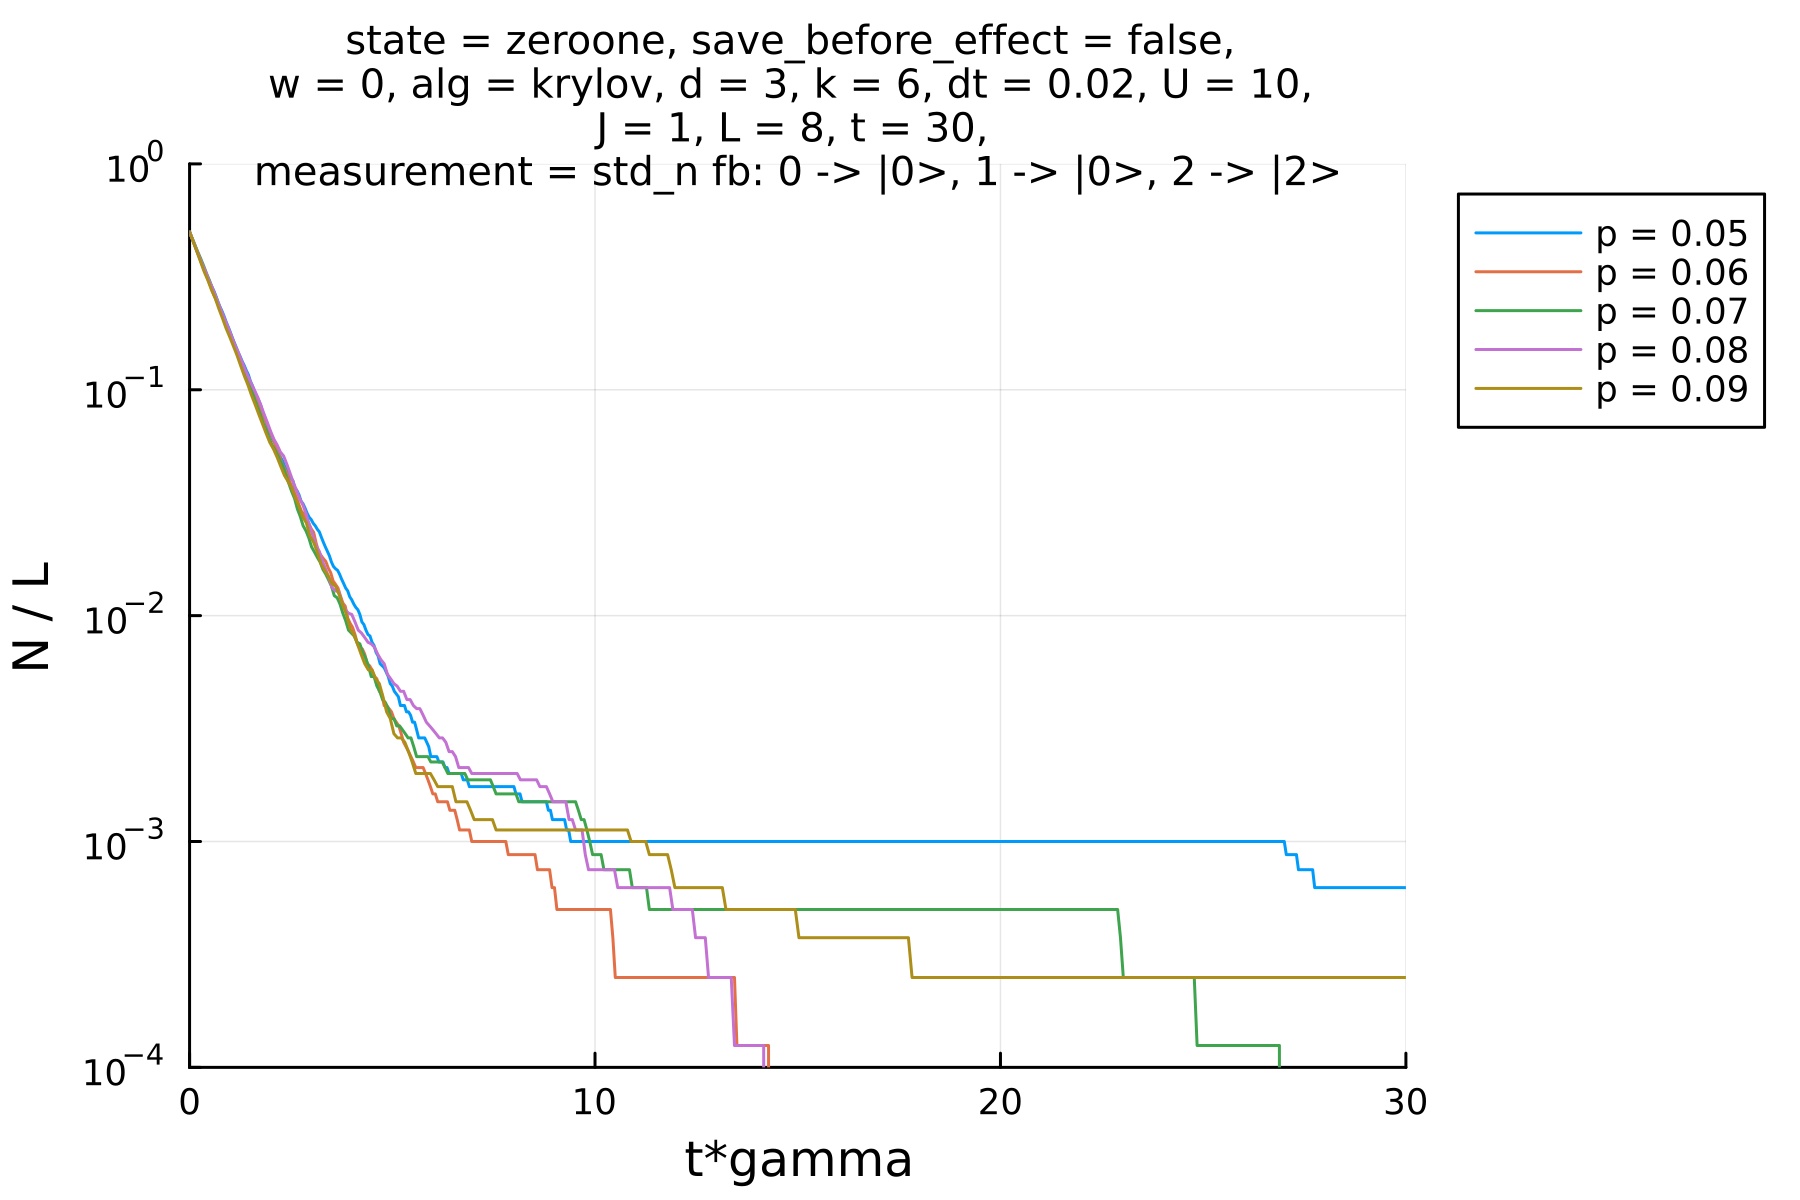 state = zeroone, save_before_effect = false,
w = 0, alg = krylov, d = 3, k = 6, dt = 0.02, U = 10,
J = 1, L = 8, t = 30,
measurement = std_n fb: 0 -> |0>, 1 -> |0>, 2 -> |2>
10⁰
10⁻¹
10⁻²
10⁻³
10⁻⁴
N / L
0 10 20 30
t*gamma
p = 0.05
p = 0.06
p = 0.07
p = 0.08
p = 0.09